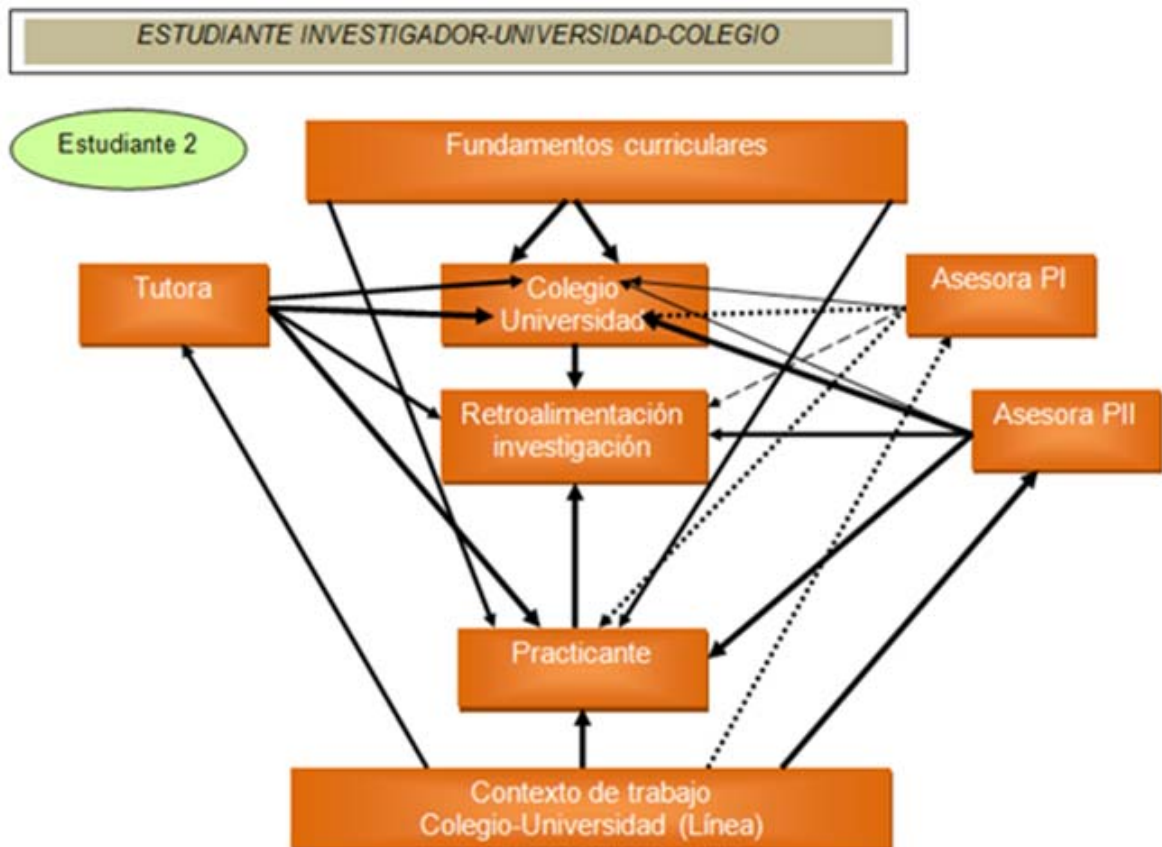 ESTUDIANTE INVESTIGADOR-UNIVERSIDAD-COLEGIO
Estudiante 2
Fundamentos curriculares
Tutora
Colegio
Universidad
Asesora PI
Retroalimentación
investigación
Asesora PII
Practicante
Contexto de trabajo
Colegio-Universidad (Línea)